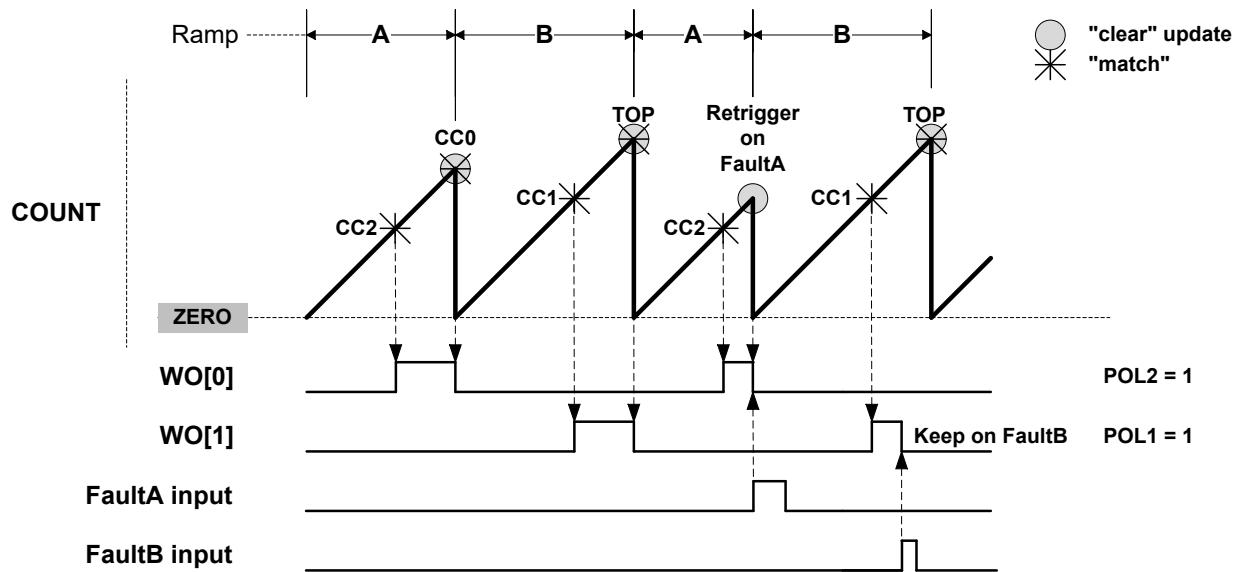 Ramp
A
B
A
B
"clear" update
"match"
CC0
TOP
Retrigger
on
FaultA
TOP
CC1
CC1
COUNT
CC2
CC2
ZERO
WO[0]
POL2 = 1
WO[1]
Keep on FaultB
POL1 = 1
FaultA input
FaultB input